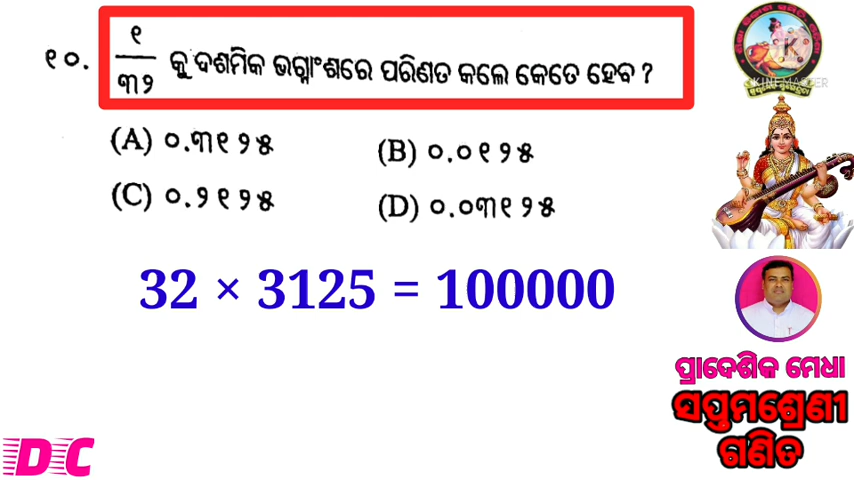 ୧୦. ୧/୩୨ କୁ ଦଶମିକ ଭଗ୍ନାଂଶରେ ପରିଣତ କଲେ କେତେ ହେବ ?
(A) ୦.୩୧୨୫ (B) ୦.୦୧୨୫
(C) ୦.୨୧୨୫ (D) ୦.୦୩୧୨୫
32 × 3125 = 100000
K
KINEMASTER
ପ୍ରାଦେଶିକ ମେଧା
ସପ୍ତମଶ୍ରେଣୀ
ଗଣିତ
DC